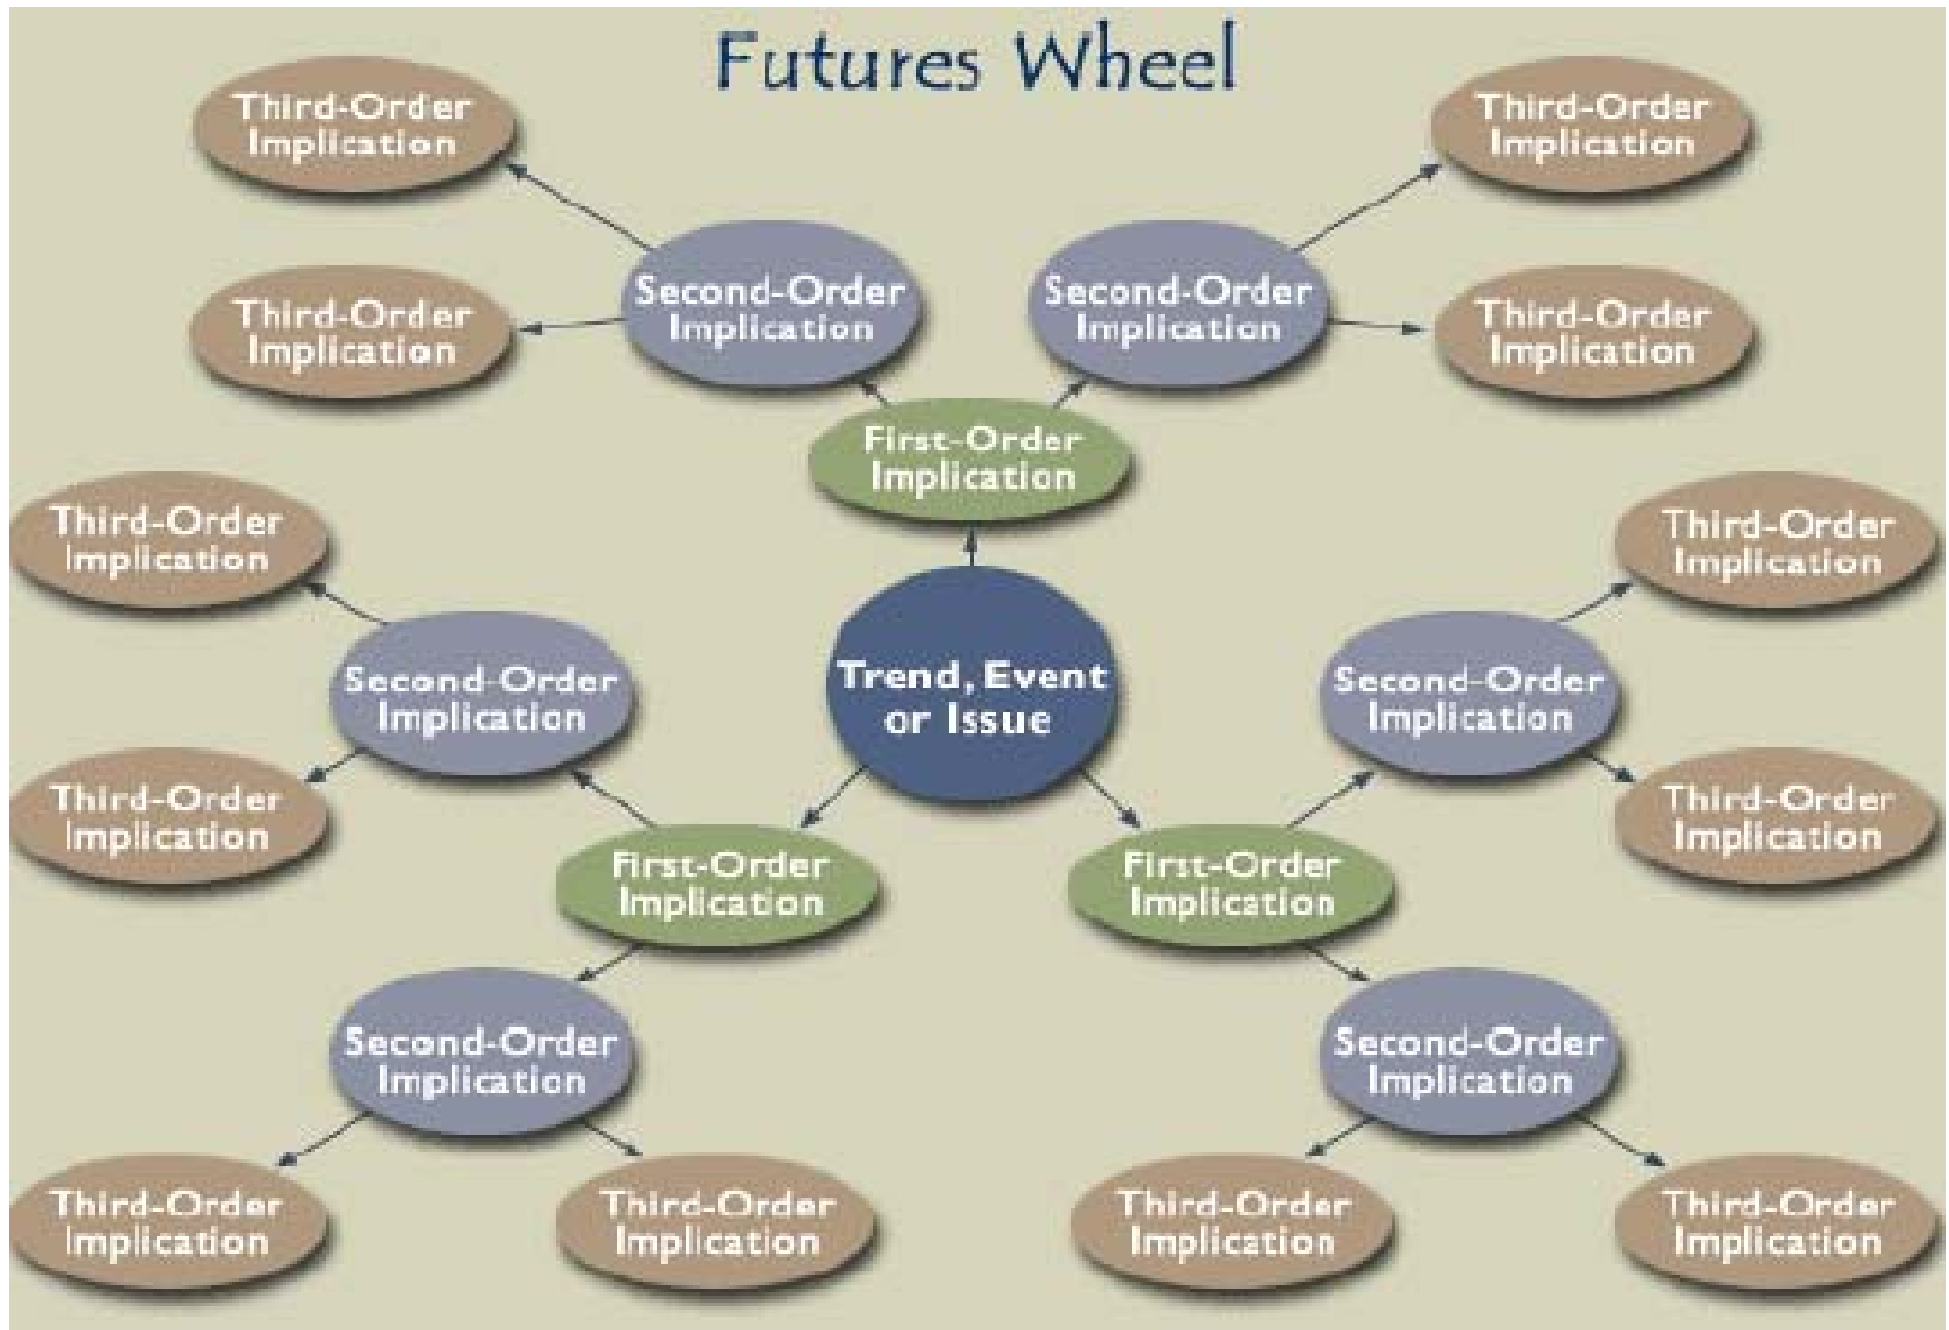 Futures Wheel
Third-Order
Implication
Third-Order
Implication
Second-Order
Implication
Second-Order
Implication
Third-Order
Implication
Third-Order
Implication
First-Order
Implication
Third-Order
Implication
Third-Order
Implication
Second-Order
Implication
Trend, Event
or Issue
Second-Order
Implication
Third-Order
Implication
Third-Order
Implication
First-Order
Implication
First-Order
Implication
Second-Order
Implication
Second-Order
Implication
Third-Order
Implication
Third-Order
Implication
Third-Order
Implication
Third-Order
Implication